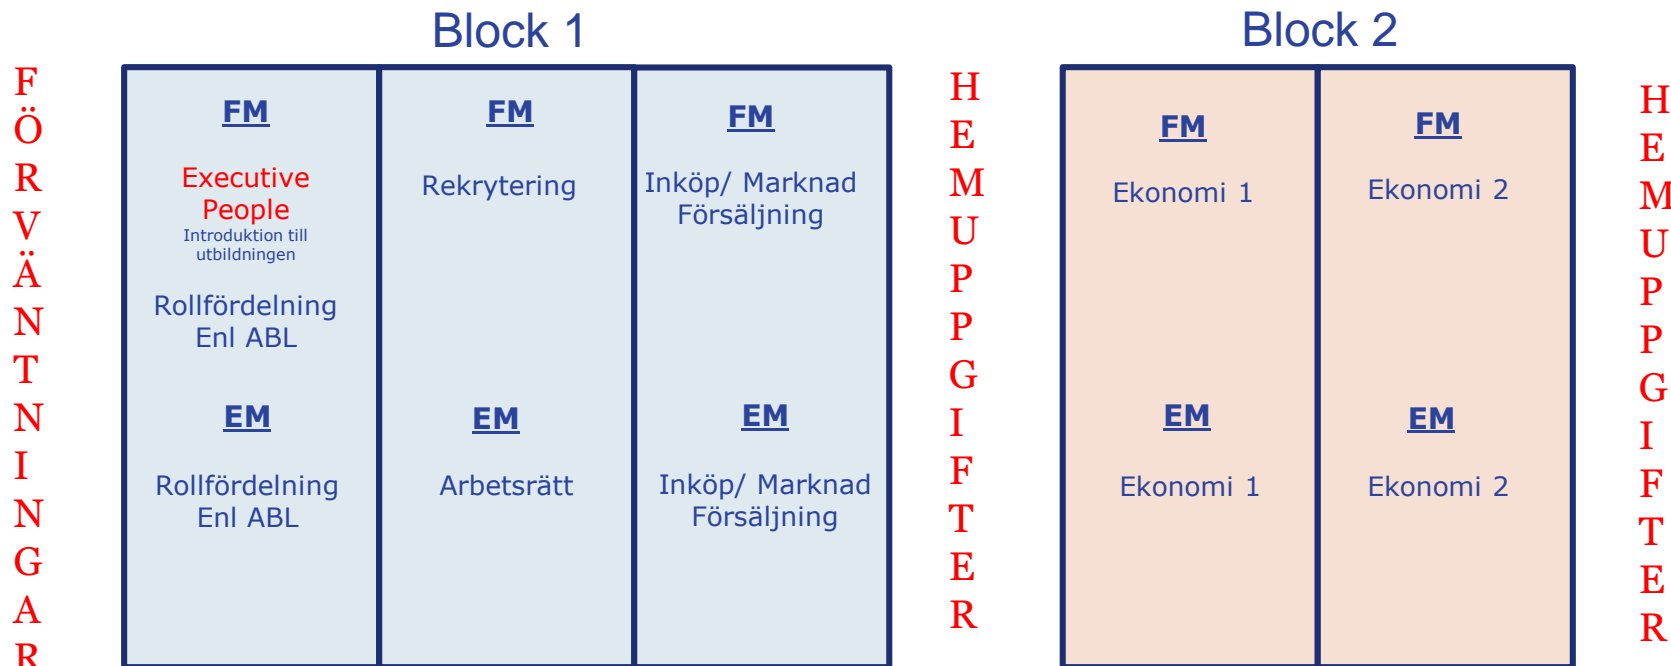 Block 1
Block 2
FÖRVÄNTNINGAR
FM
Executive
People
Introduktion till
utbildningen
Rollfördelning
Enl ABL
EM
Rollfördelning
Enl ABL
FM
Rekrytering
EM
Arbetsrätt
FM
Inköp/ Marknad
Försäljning
EM
Inköp/ Marknad
Försäljning
HEMUPPGIFTER
FM
Ekonomi 1
EM
Ekonomi 1
FM
Ekonomi 2
EM
Ekonomi 2
HEMUPPGIFTER